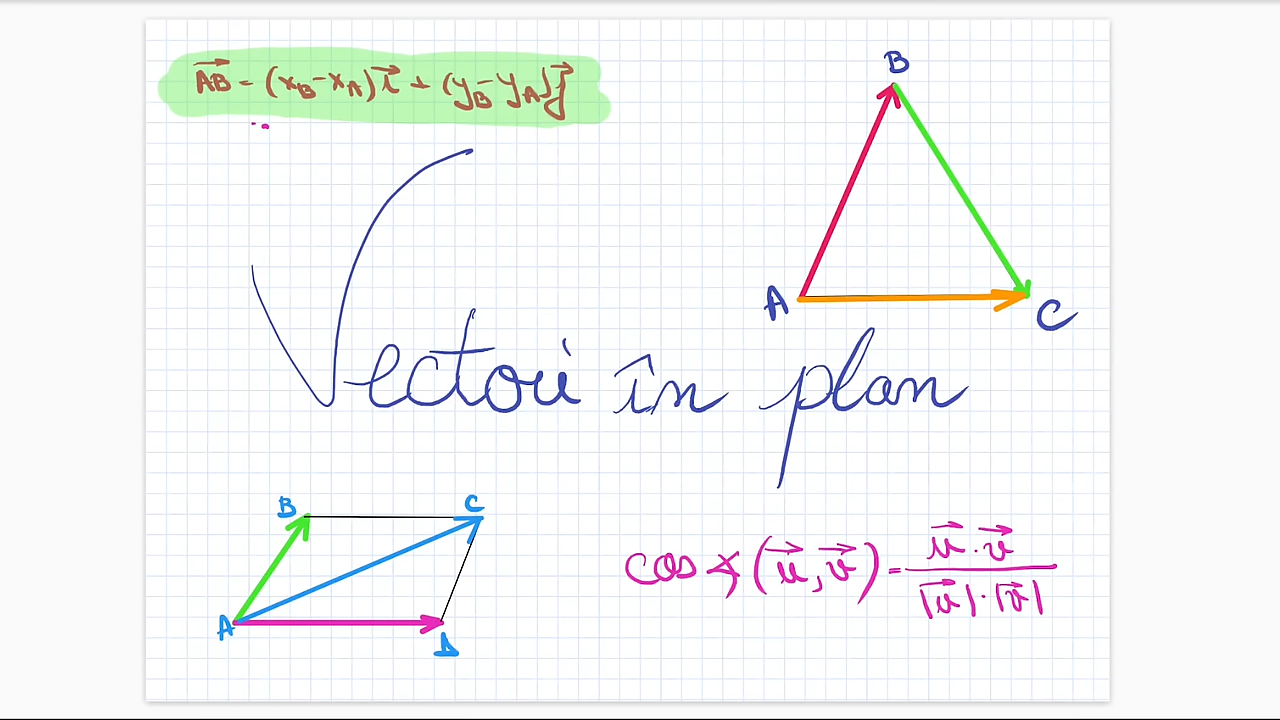 AB = (xB - xA)i + (yB - yA)j
B
A
C
Vectori în plan
B
C
A
D
cos ∡(u, v) = u · v / |u| · |v|